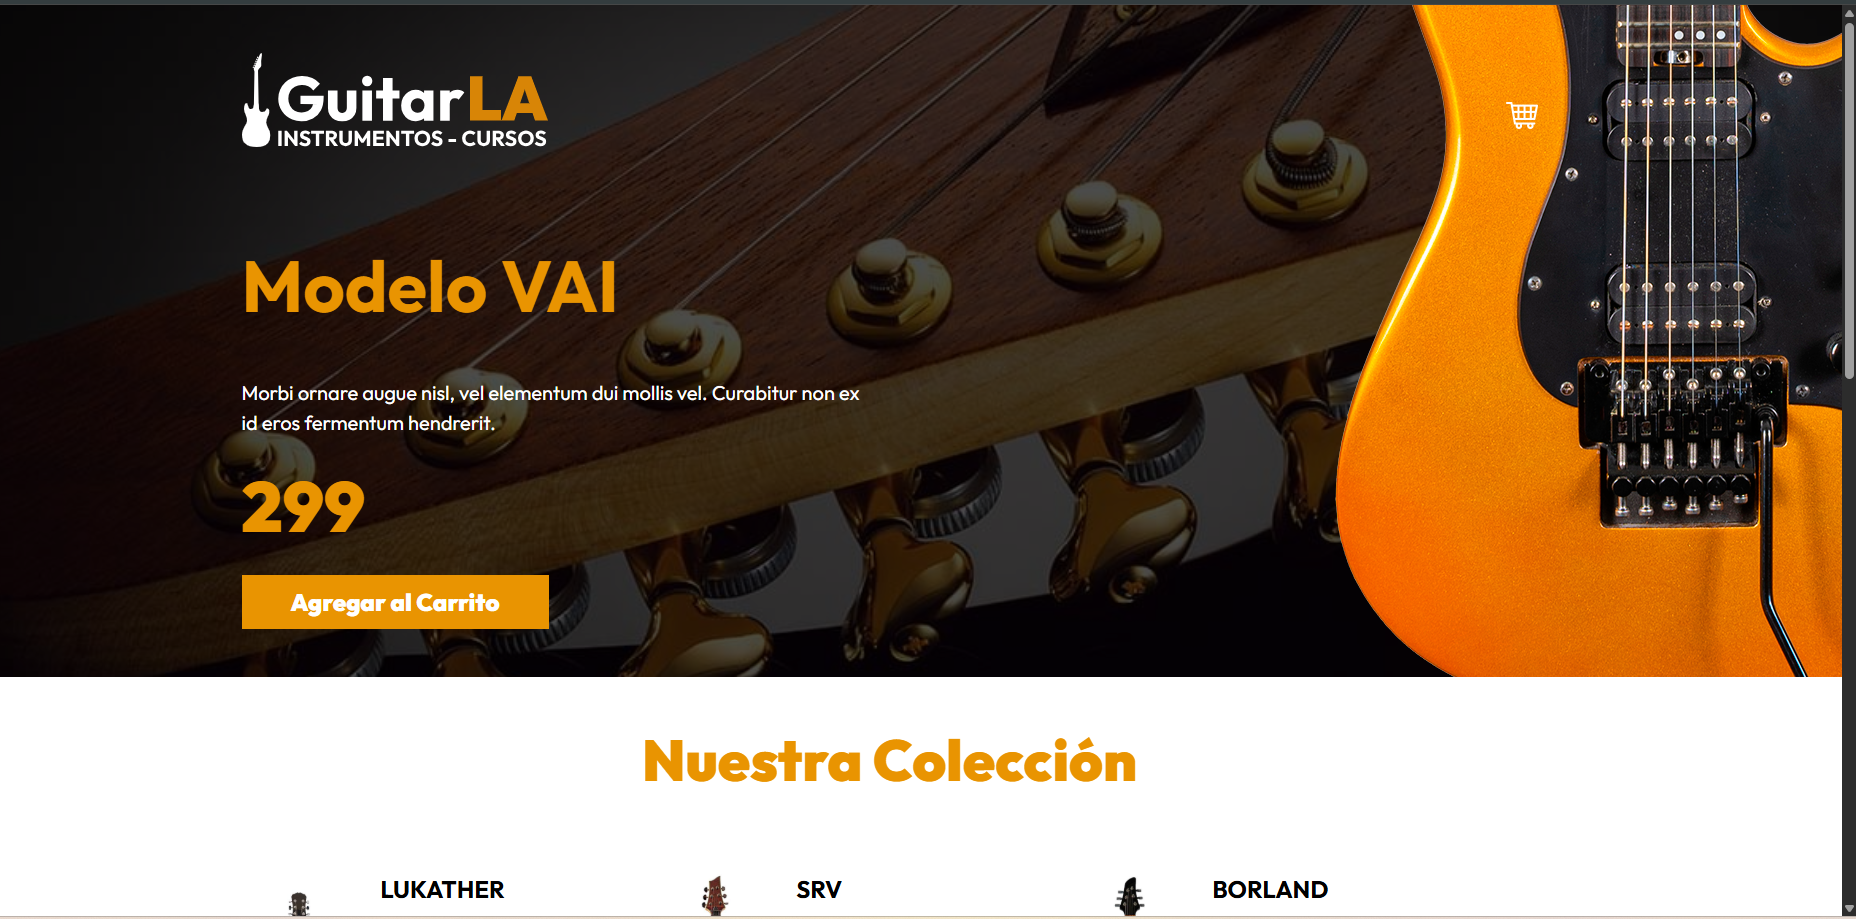 GuitarLA
INSTRUMENTOS - CURSOS
Modelo VAI
Morbi ornare augue nisl, vel elementum dui mollis vel. Curabitur non ex
id eros fermentum hendrerit.
299
Agregar al Carrito
Nuestra Colección
LUKATHER
SRV
BORLAND